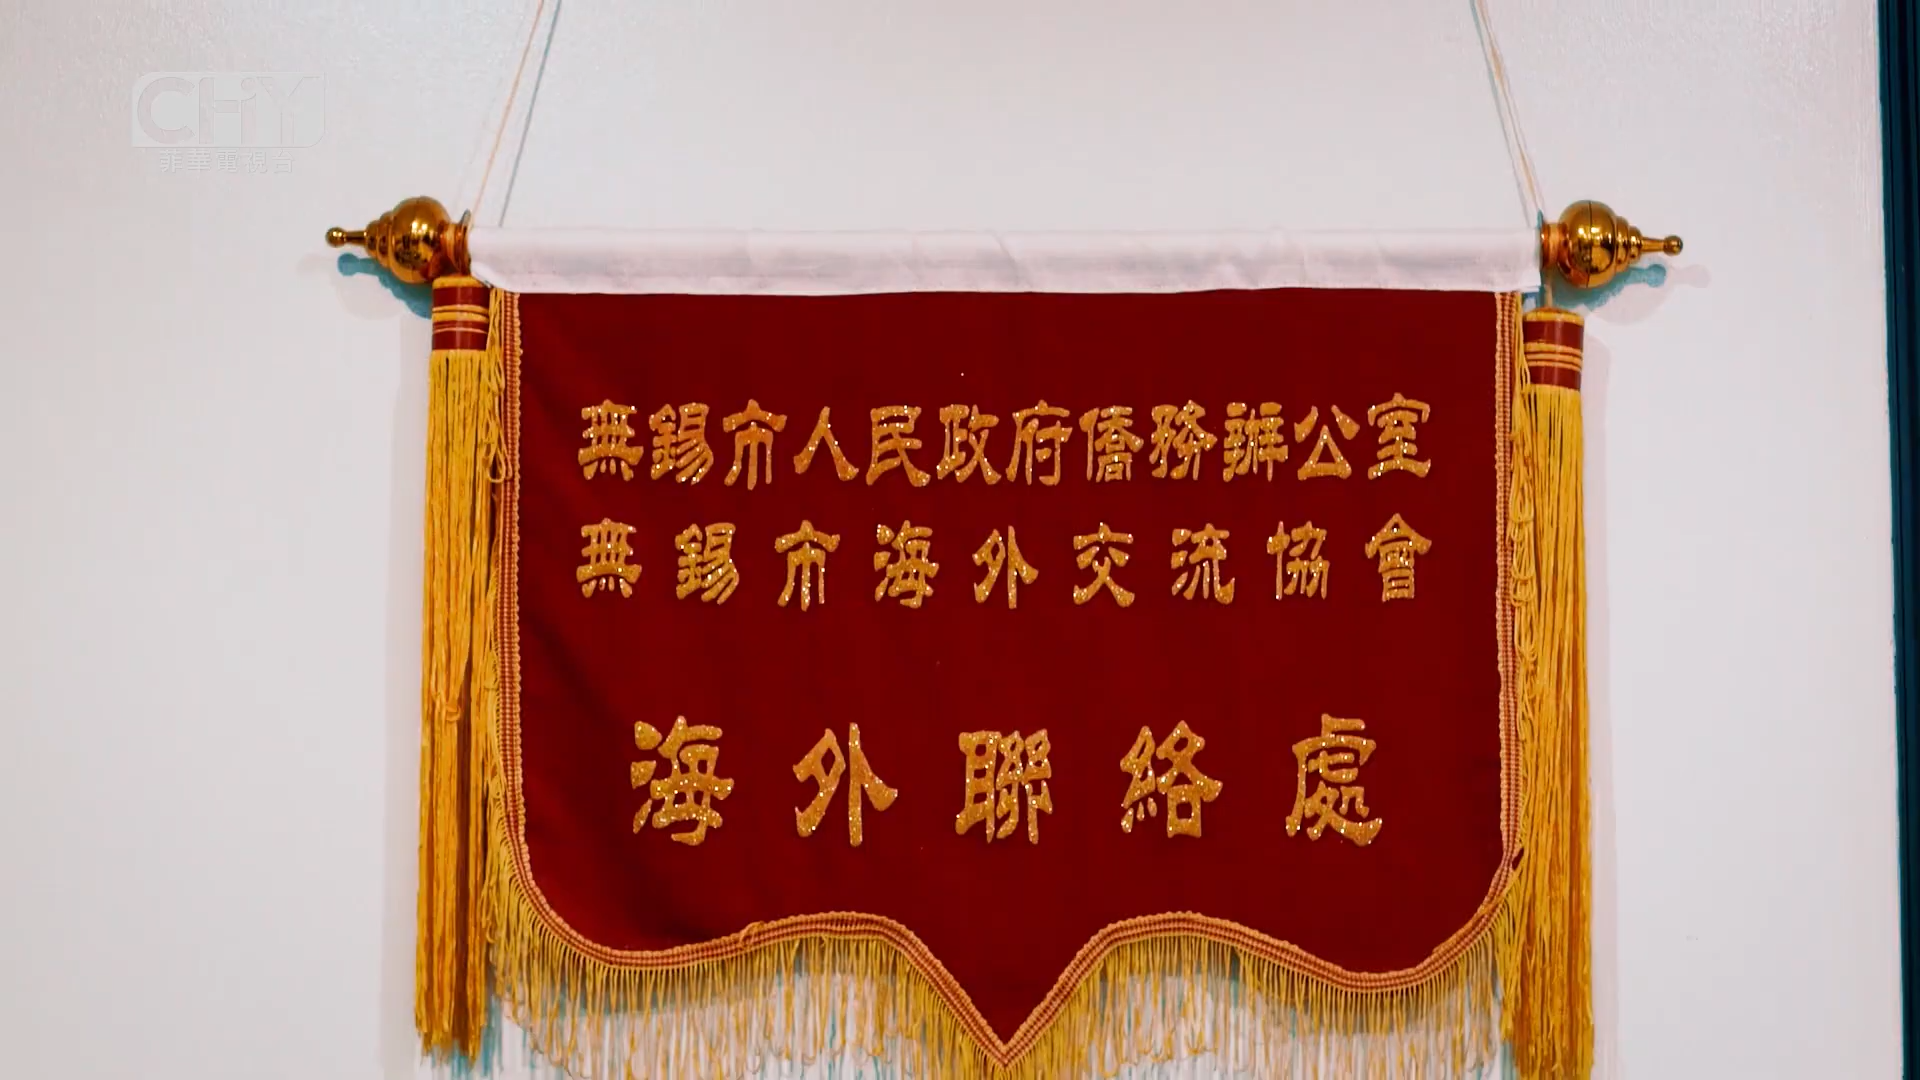 CHiY
菲華電視台
無錫市人民政府僑務辦公室
無錫市海外交流協會
海外聯絡處